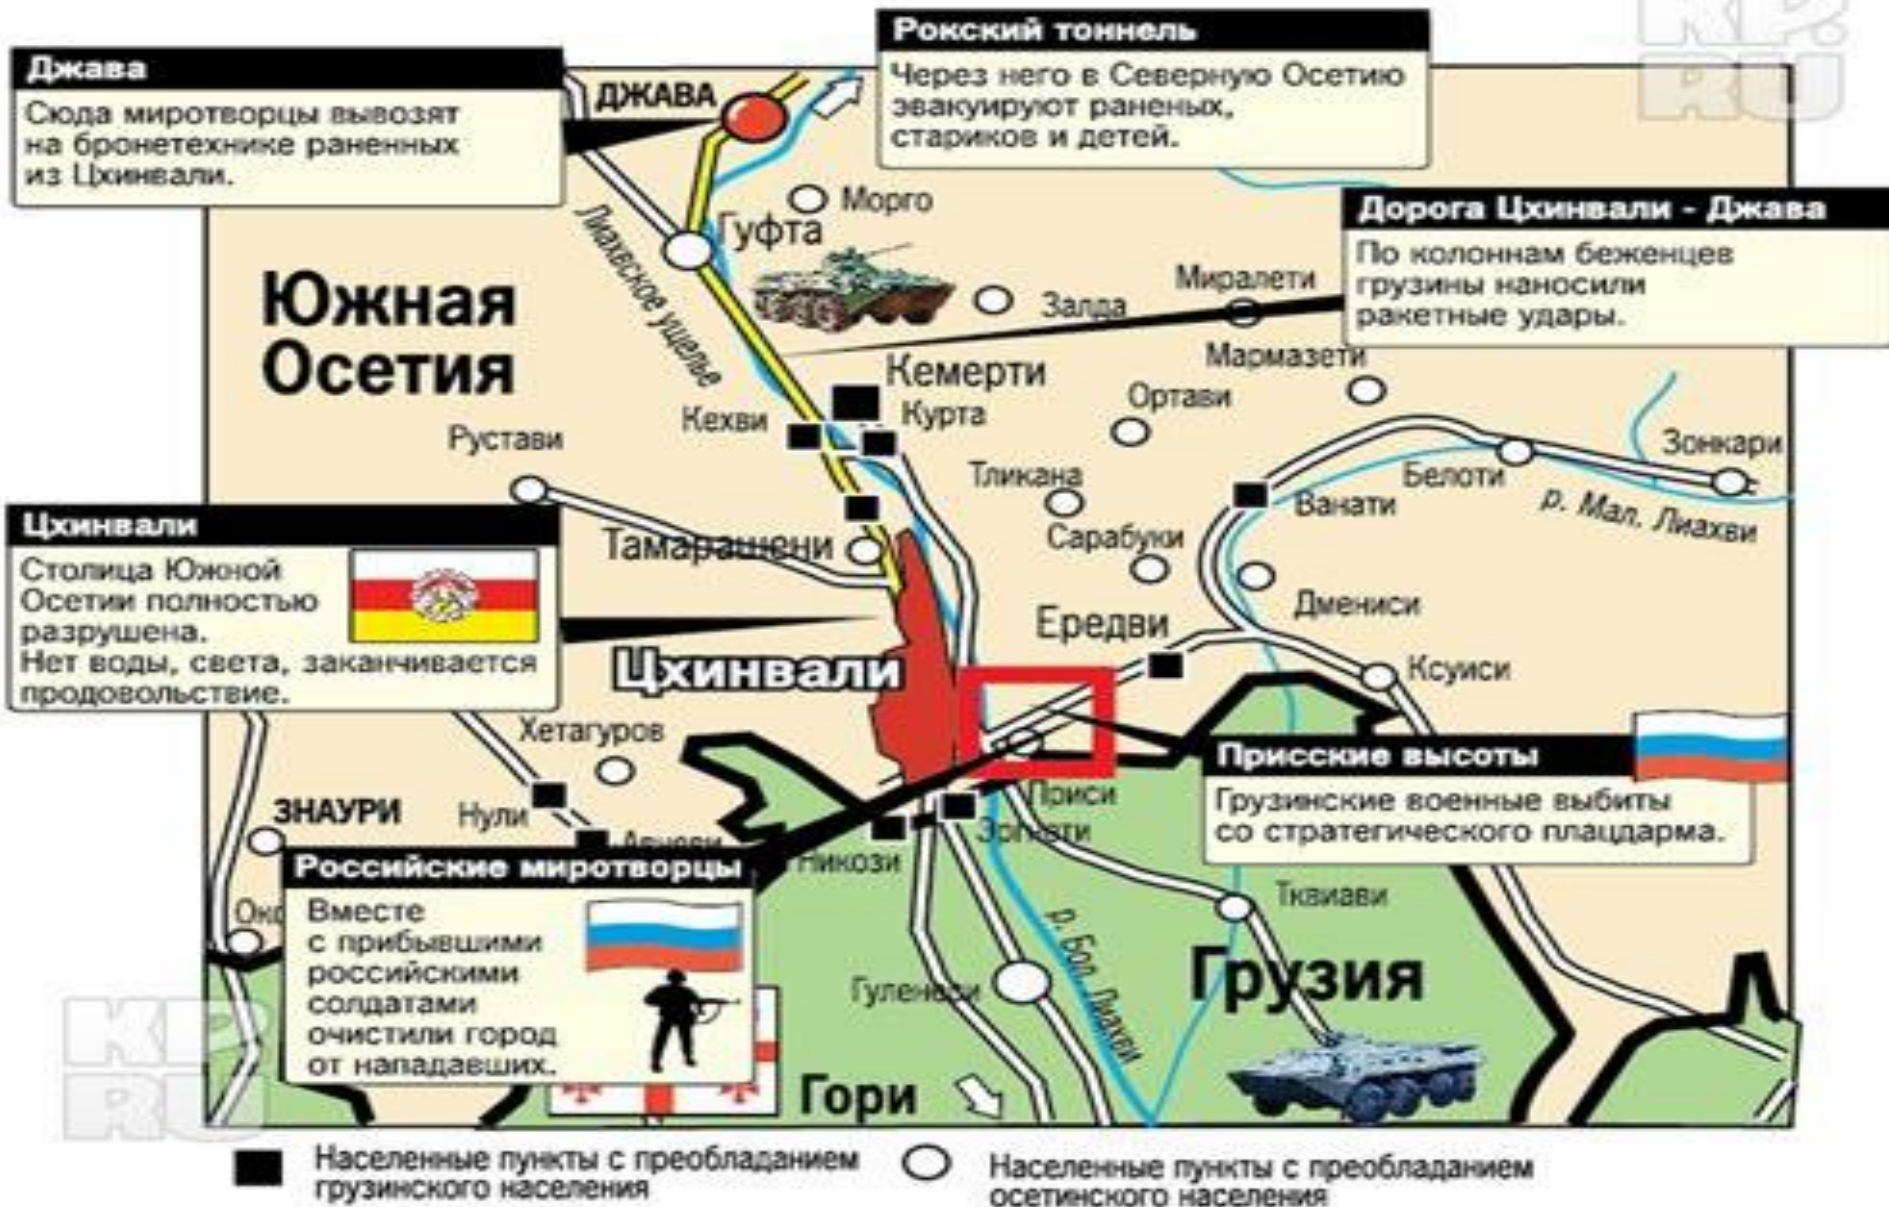 KP.
RU
Рокский тоннель
Через него в Северную Осетию
эвакуируют раненых,
стариков и детей.
Джава
Сюда миротворцы вывозят
на бронетехнике раненных
из Цхинвали.
ДЖАВА
Морго
Гуфта
Дорога Цхинвали - Джава
По колоннам беженцев
грузины наносили
ракетные удары.
Лиахвское ущелье
Южная
Осетия
Миралети
Залда
Мармазети
Кемерти
Ортави
Кехви
Курта
Рустави
Зонкари
Тликана
Белоти
Ванати
р. Мал. Лиахви
Цхинвали
Столица Южной
Осетии полностью
разрушена.
Нет воды, света, заканчивается
продовольствие.
Тамарашени
Сарабуки
Дмениси
Ередви
Цхинвали
Ксуиси
Хетагуров
Присские высоты
Грузинские военные выбиты
со стратегического плацдарма.
ЗНАУРИ
Нули
Приси
Никози
Российские миротворцы
Вместе
с прибывшими
российскими
солдатами
очистили город
от нападавших.
Тквиави
р. Бол. Лиахви
Грузия
Гори
KP
RU
Населенные пункты с преобладанием
грузинского населения
Населенные пункты с преобладанием
осетинского населения